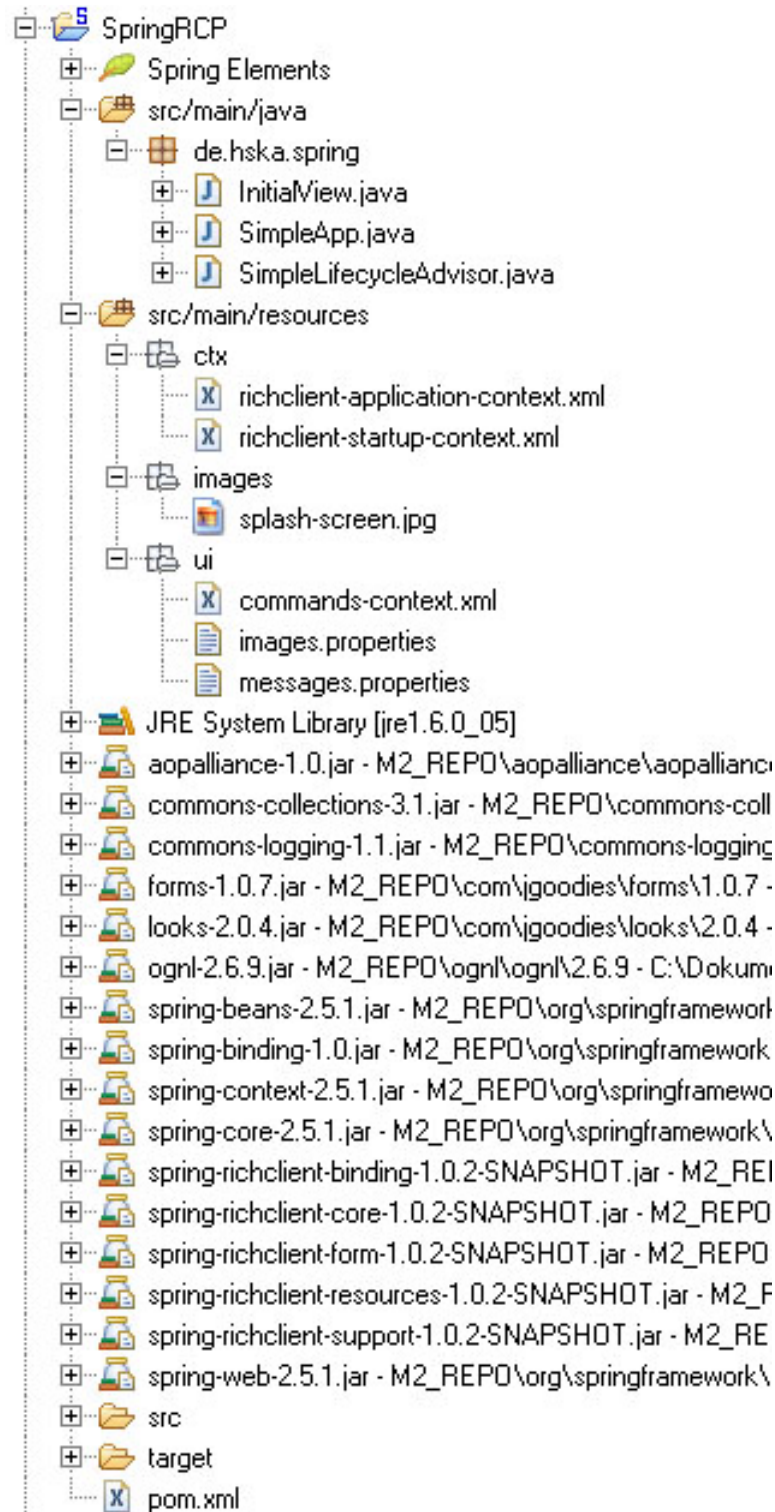 SpringRCP
Spring Elements
src/main/java
de.hska.spring
InitialView.java
SimpleApp.java
SimpleLifecycleAdvisor.java
src/main/resources
ctx
richclient-application-context.xml
richclient-startup-context.xml
images
splash-screen.jpg
ui
commands-context.xml
images.properties
messages.properties
JRE System Library [jre1.6.0_05]
aopalliance-1.0.jar - M2_REPO\aopalliance\aopalliance
commons-collections-3.1.jar - M2_REPO\commons-coll
commons-logging-1.1.jar - M2_REPO\commons-logging
forms-1.0.7.jar - M2_REPO\com\jgoodies\forms\1.0.7 -
looks-2.0.4.jar - M2_REPO\com\jgoodies\looks\2.0.4 -
ognl-2.6.9.jar - M2_REPO\ognl\ognl\2.6.9 - C:\Dokume
spring-beans-2.5.1.jar - M2_REPO\org\springframework
spring-binding-1.0.jar - M2_REPO\org\springframework
spring-context-2.5.1.jar - M2_REPO\org\springframewo
spring-core-2.5.1.jar - M2_REPO\org\springframework\
spring-richclient-binding-1.0.2-SNAPSHOT.jar - M2_RE
spring-richclient-core-1.0.2-SNAPSHOT.jar - M2_REPO
spring-richclient-form-1.0.2-SNAPSHOT.jar - M2_REPO
spring-richclient-resources-1.0.2-SNAPSHOT.jar - M2_F
spring-richclient-support-1.0.2-SNAPSHOT.jar - M2_RE
spring-web-2.5.1.jar - M2_REPO\org\springframework\
src
target
pom.xml